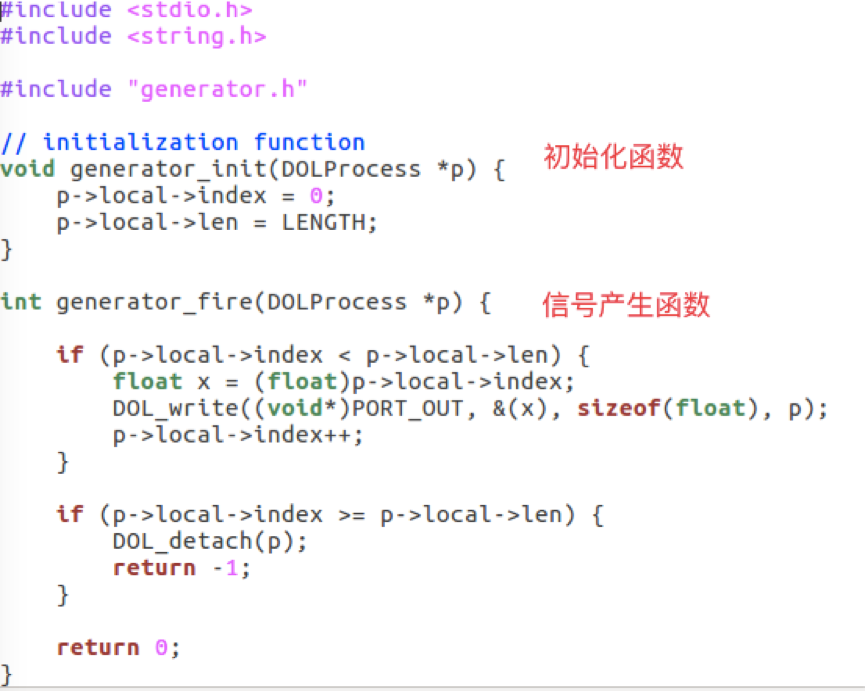 #include <stdio.h>
#include <string.h>
#include "generator.h"
// initialization function
初始化函数
void generator_init(DOLProcess *p) {
    p->local->index = 0;
    p->local->len = LENGTH;
}
int generator_fire(DOLProcess *p) {
信号产生函数
    if (p->local->index < p->local->len) {
        float x = (float)p->local->index;
        DOL_write((void*)PORT_OUT, &(x), sizeof(float), p);
        p->local->index++;
    }
    if (p->local->index >= p->local->len) {
        DOL_detach(p);
        return -1;
    }
    return 0;
}